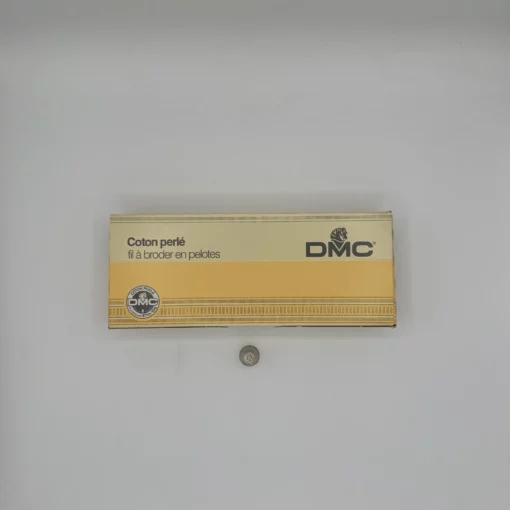 Coton perlé
fil à broder en pelotes
DMC
DMC